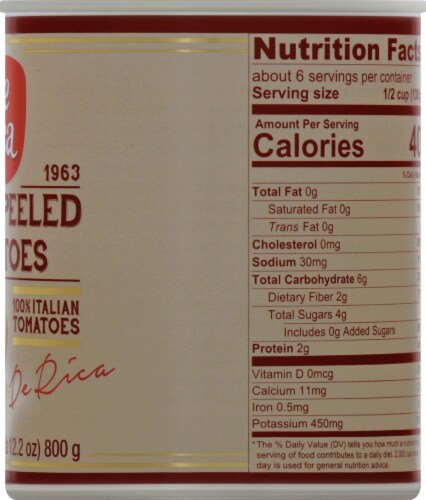 1963
PEELED
TOES
100% ITALIAN
TOMATOES
De Rica
12.2 oz) 800 g
Nutrition Facts
about 6 servings per container
Serving size 1/2 cup
Amount Per Serving
Calories 40
Total Fat 0g
Saturated Fat 0g
Trans Fat 0g
Cholesterol 0mg
Sodium 30mg
Total Carbohydrate 6g
Dietary Fiber 2g
Total Sugars 4g
Includes 0g Added Sugars
Protein 2g
Vitamin D 0mcg
Calcium 11mg
Iron 0.5mg
Potassium 450mg
*The % Daily Value (DV) tells you how much a
serving of food contributes to a daily diet. 2,000
day is used for general nutrition advice.